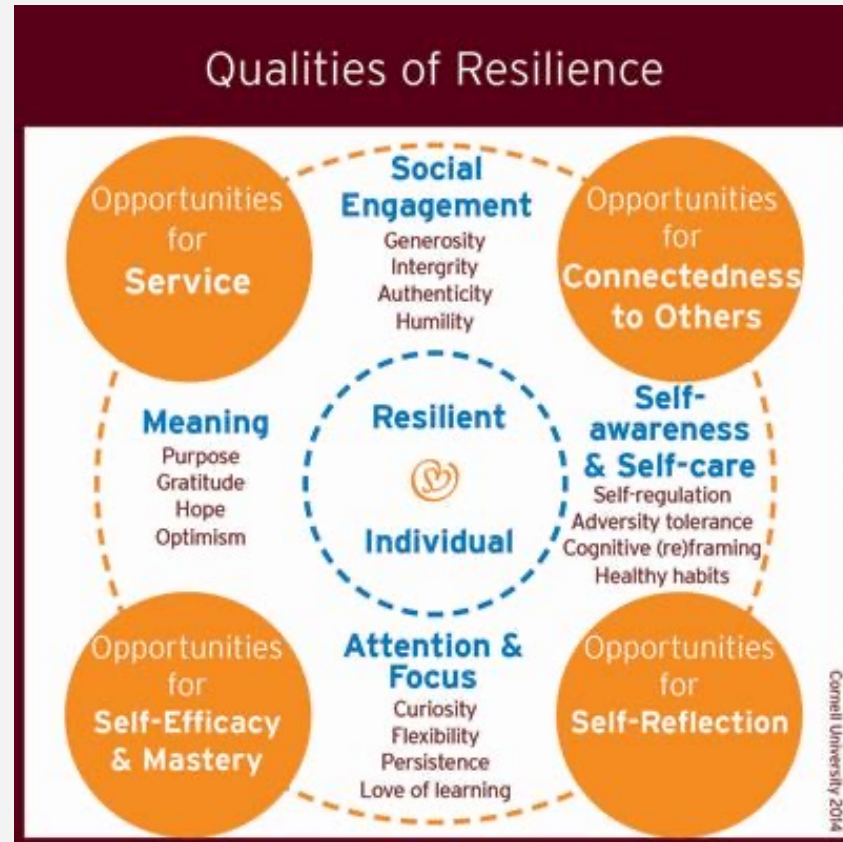 Qualities of Resilience
Opportunities
for
Service
Social
Engagement
Generosity
Intergrity
Authenticity
Humility
Opportunities
for
Connectedness
to Others
Meaning
Purpose
Gratitude
Hope
Optimism
Resilient
Individual
Self-
awareness
& Self-care
Self-regulation
Adversity tolerance
Cognitive (re)framing
Healthy habits
Opportunities
for
Self-Efficacy
& Mastery
Attention &
Focus
Curiosity
Flexibility
Persistence
Love of learning
Opportunities
for
Self-Reflection
Cornell University 2014